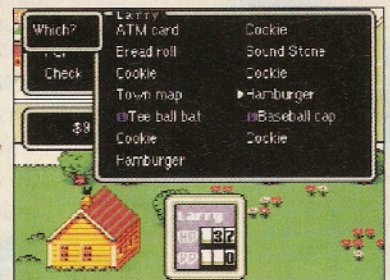 Larry
Which?
ATM card Cookie
Bread roll Sound Stone
Check
Cookie Cookie
Town map Hamburger
$9
Tee ball bat Baseball cap
Cookie Cookie
Hamburger
Larry
HP 37
PP 0